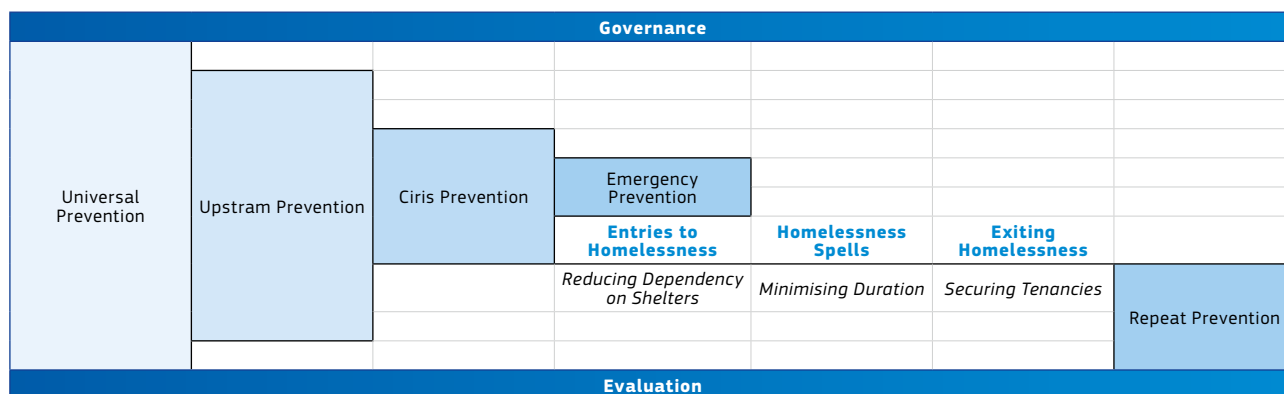 Governance
Universal
Prevention
Upstram Prevention
Ciris Prevention
Emergency
Prevention
Entries to
Homelessness
Homelessness
Spells
Exiting
Homelessness
Reducing Dependency
on Shelters
Minimising Duration
Securing Tenancies
Repeat Prevention
Evaluation